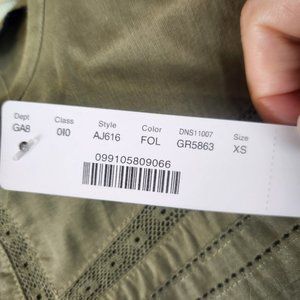 Dept Class Style Color DNS11007 Size
GA8 0I0 AJ616 FOL GR5863 XS
099105809066